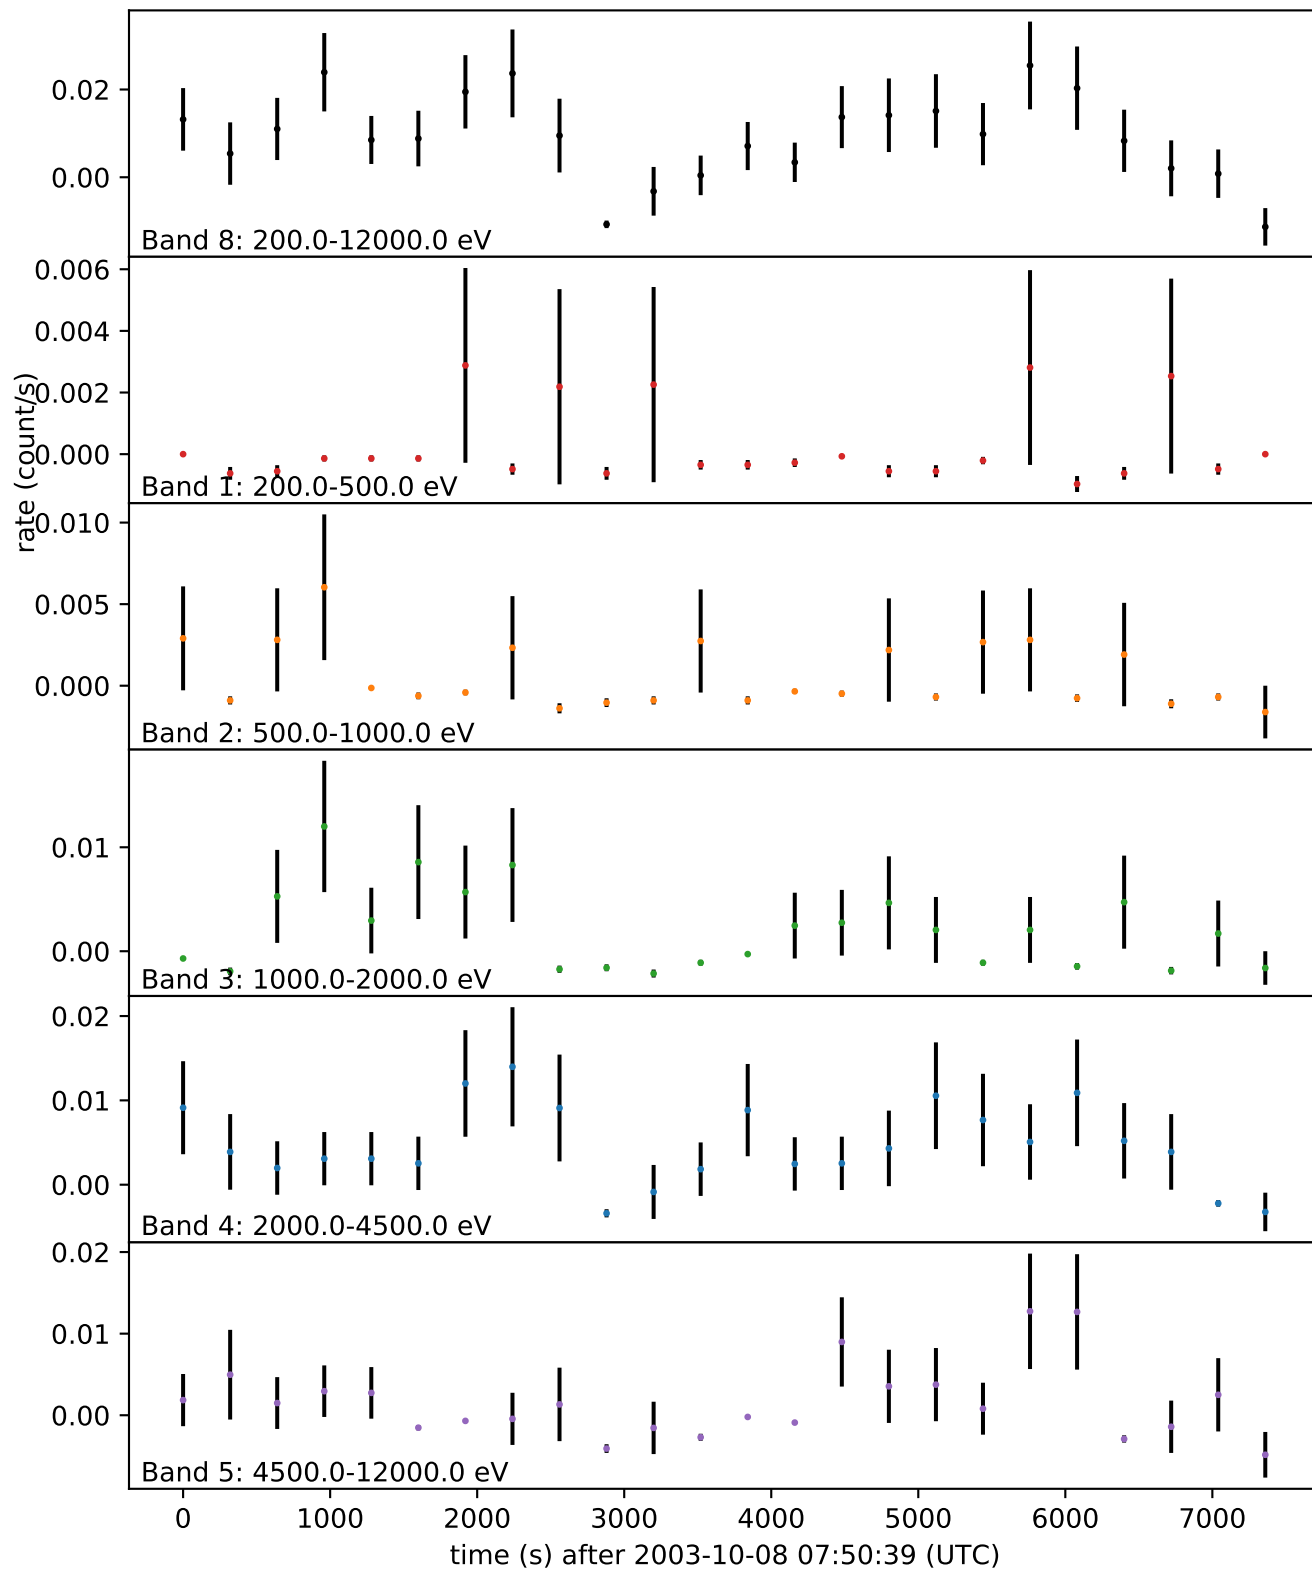 0.02
0.00
Band 8: 200.0-12000.0 eV
0.006
0.004
0.002
0.000
Band 1: 200.0-500.0 eV
rate (count/s)
0.010
0.005
0.000
Band 2: 500.0-1000.0 eV
0.01
0.00
Band 3: 1000.0-2000.0 eV
0.02
0.01
0.00
Band 4: 2000.0-4500.0 eV
0.02
0.01
0.00
Band 5: 4500.0-12000.0 eV
0 1000 2000 3000 4000 5000 6000 7000
time (s) after 2003-10-08 07:50:39 (UTC)